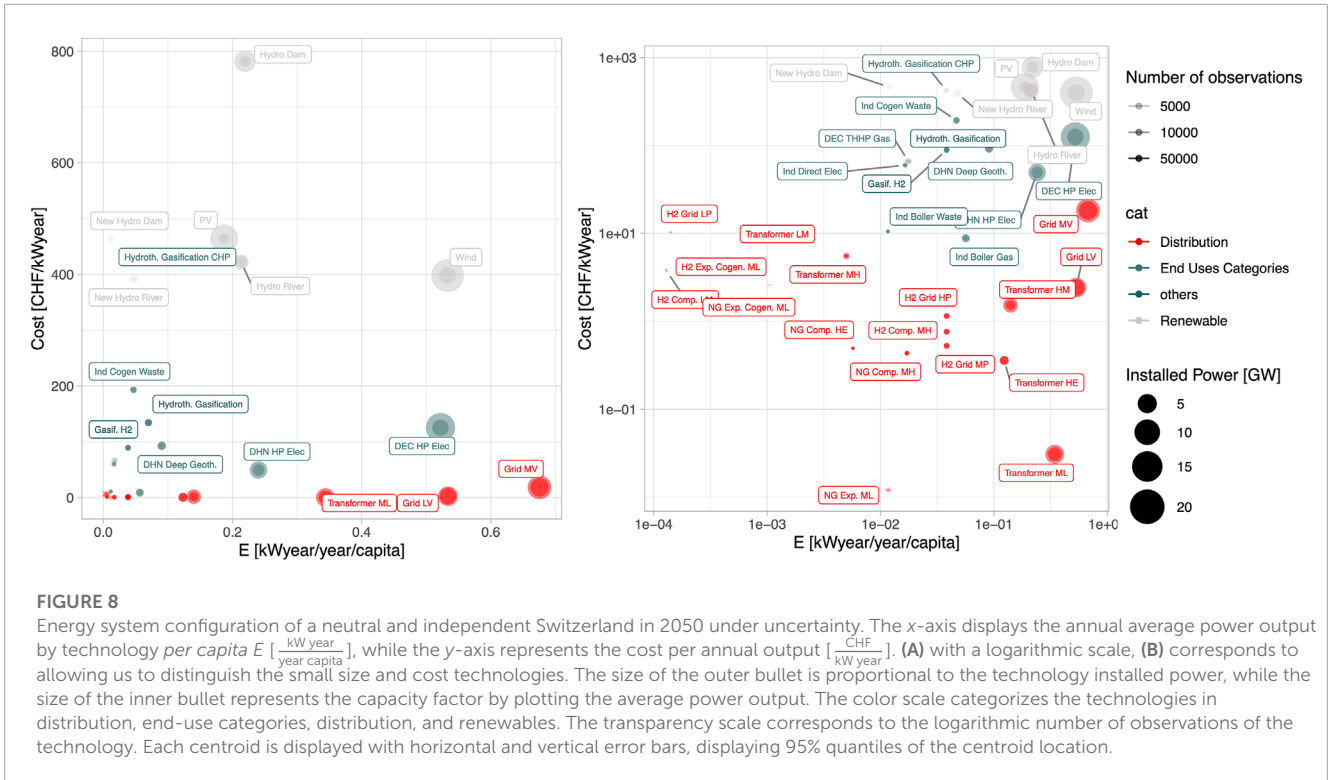 800
600
400
200
0
Cost [CHF/kWyear]
Hydro Dam
New Hydro Dam
PV
Hydroth. Gasification CHP
Wind
New Hydro River
Hydro River
Ind Cogen Waste
Hydroth. Gasification
Gasif. H2
DHN Deep Geoth.
DHN HP Elec
DEC HP Elec
Grid MV
Transformer ML
Grid LV
0.0
0.2
0.4
0.6
E [kWyear/year/capita]
1e+03
1e+01
1e−01
Cost [CHF/kWyear]
Hydroth. Gasification CHP
PV
Hydro Dam
New Hydro Dam
Ind Cogen Waste
New Hydro River
Wind
DEC THHP Gas
Hydroth. Gasification
Hydro River
Ind Direct Elec
Gasif. H2
DHN Deep Geoth.
DEC HP Elec
H2 Grid LP
Ind Boiler Waste
HN HP Elec
Grid MV
Transformer LM
Ind Boiler Gas
Grid LV
H2 Exp. Cogen. ML
Transformer MH
Transformer HM
H2 Comp. LM
H2 Grid HP
NG Exp. Cogen. ML
NG Comp. HE
H2 Comp. MH
NG Comp. MH
H2 Grid MP
Transformer HE
Transformer ML
NG Exp. ML
1e−04
1e−03
1e−02
1e−01
1e+0
E [kWyear/year/capita]
Number of observations
5000
10000
50000
cat
Distribution
End Uses Categories
others
Renewable
Installed Power [GW]
5
10
15
20
FIGURE 8
Energy system configuration of a neutral and independent Switzerland in 2050 under uncertainty. The x-axis displays the annual average power output
by technology per capita E [kW year / year capita], while the y-axis represents the cost per annual output [CHF / kW year]. (A) with a logarithmic scale, (B) corresponds to
allowing us to distinguish the small size and cost technologies. The size of the outer bullet is proportional to the technology installed power, while the
size of the inner bullet represents the capacity factor by plotting the average power output. The color scale categorizes the technologies in
distribution, end-use categories, distribution, and renewables. The transparency scale corresponds to the logarithmic number of observations of the
technology. Each centroid is displayed with horizontal and vertical error bars, displaying 95% quantiles of the centroid location.